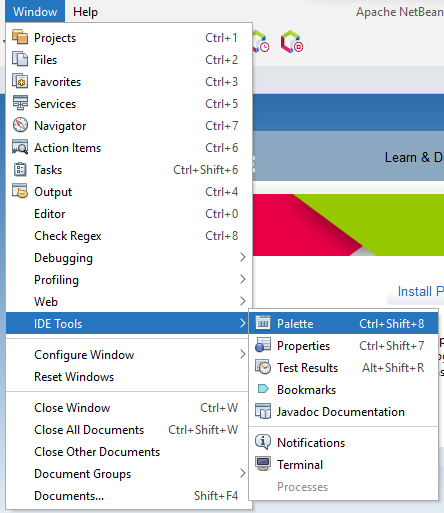 Window Help Apache NetBean
Projects Ctrl+1
Files Ctrl+2
Favorites Ctrl+3
Services Ctrl+5
Navigator Ctrl+7
Action Items Ctrl+6
Tasks Ctrl+Shift+6
Output Ctrl+4
Editor Ctrl+0
Check Regex Ctrl+8
Debugging
Profiling
Web
IDE Tools
Configure Window
Reset Windows
Close Window Ctrl+W
Close All Documents Ctrl+Shift+W
Close Other Documents
Document Groups
Documents... Shift+F4
Learn & D
Install P
Palette Ctrl+Shift+8
Properties Ctrl+Shift+7
Test Results Alt+Shift+R
Bookmarks
Javadoc Documentation
Notifications
Terminal
Processes